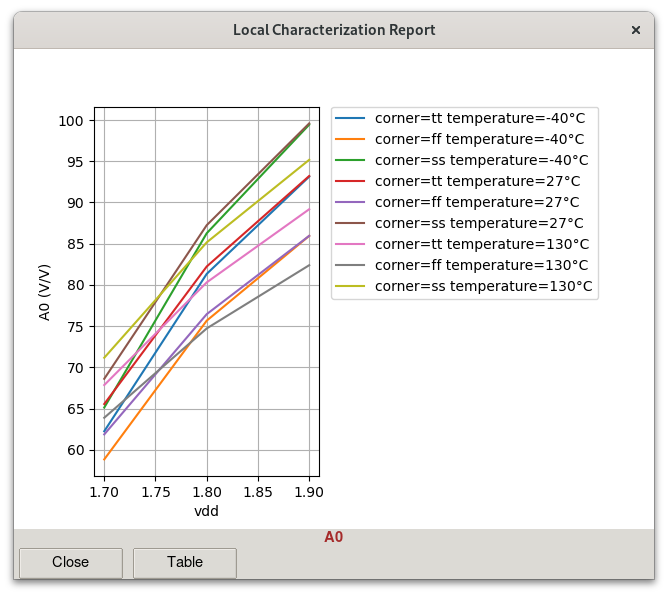 Local Characterization Report
×
100
95
90
85
80
75
70
65
60
A0 (V/V)
1.70 1.75 1.80 1.85 1.90
vdd
corner=tt temperature=-40°C
corner=ff temperature=-40°C
corner=ss temperature=-40°C
corner=tt temperature=27°C
corner=ff temperature=27°C
corner=ss temperature=27°C
corner=tt temperature=130°C
corner=ff temperature=130°C
corner=ss temperature=130°C
A0
Close Table